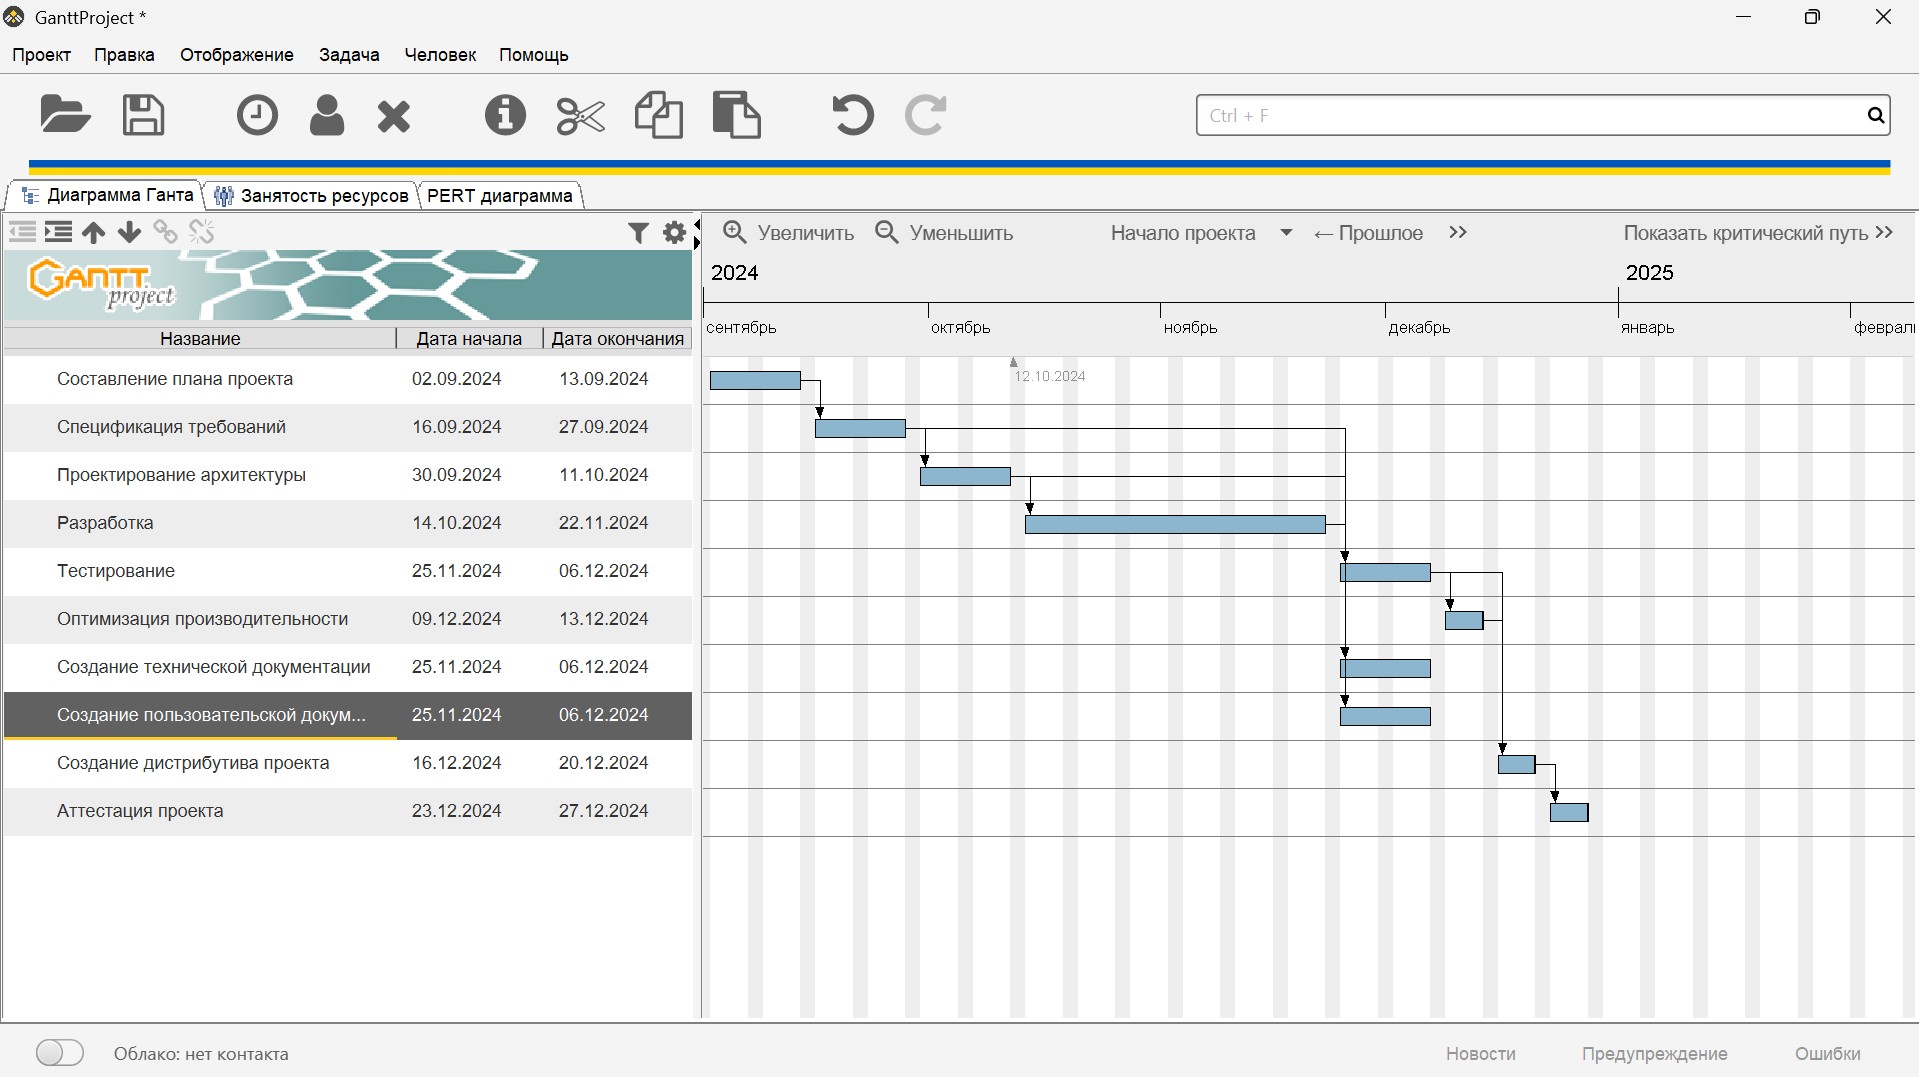 GanttProject *
Проект Правка Отображение Задача Человек Помощь
Ctrl + F
Диаграмма Ганта Занятость ресурсов PERT диаграмма
Увеличить Уменьшить Начало проекта ← Прошлое >> Показать критический путь >>
GANTT project
2024 2025
сентябрь октябрь ноябрь декабрь январь феврал
Название Дата начала Дата окончания
12.10.2024
Составление плана проекта 02.09.2024 13.09.2024
Спецификация требований 16.09.2024 27.09.2024
Проектирование архитектуры 30.09.2024 11.10.2024
Разработка 14.10.2024 22.11.2024
Тестирование 25.11.2024 06.12.2024
Оптимизация производительности 09.12.2024 13.12.2024
Создание технической документации 25.11.2024 06.12.2024
Создание пользовательской докум... 25.11.2024 06.12.2024
Создание дистрибутива проекта 16.12.2024 20.12.2024
Аттестация проекта 23.12.2024 27.12.2024
Облако: нет контакта Новости Предупреждение Ошибки